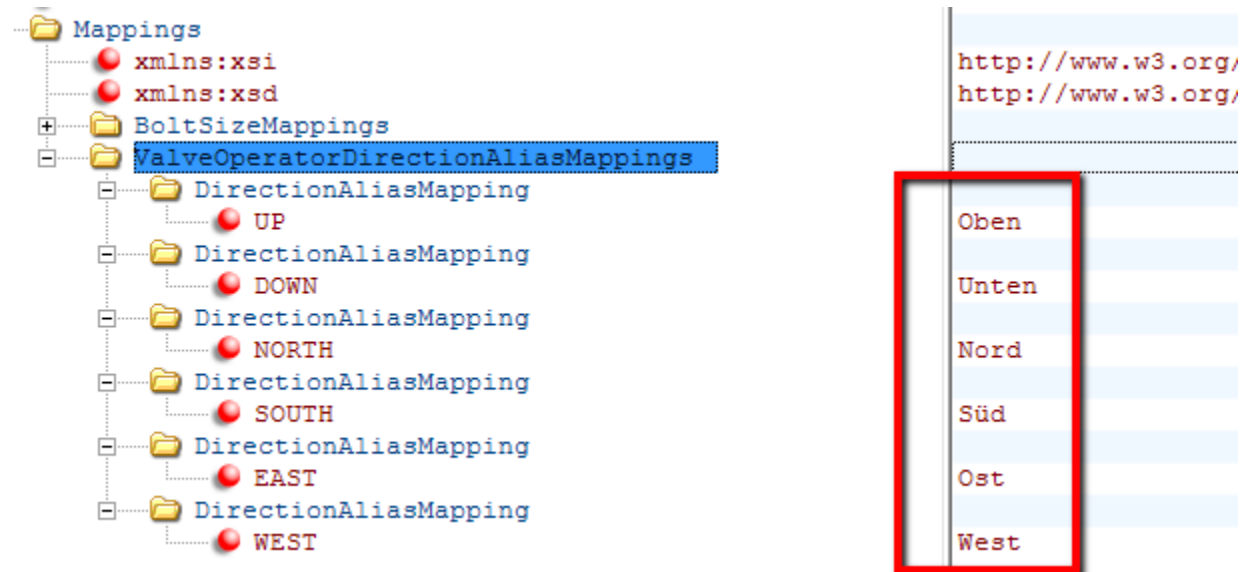 Mappings
xmlns:xsi http://www.w3.org/
xmlns:xsd http://www.w3.org/
BoltSizeMappings
ValveOperatorDirectionAliasMappings
DirectionAliasMapping
UP Oben
DirectionAliasMapping
DOWN Unten
DirectionAliasMapping
NORTH Nord
DirectionAliasMapping
SOUTH Süd
DirectionAliasMapping
EAST Ost
DirectionAliasMapping
WEST West